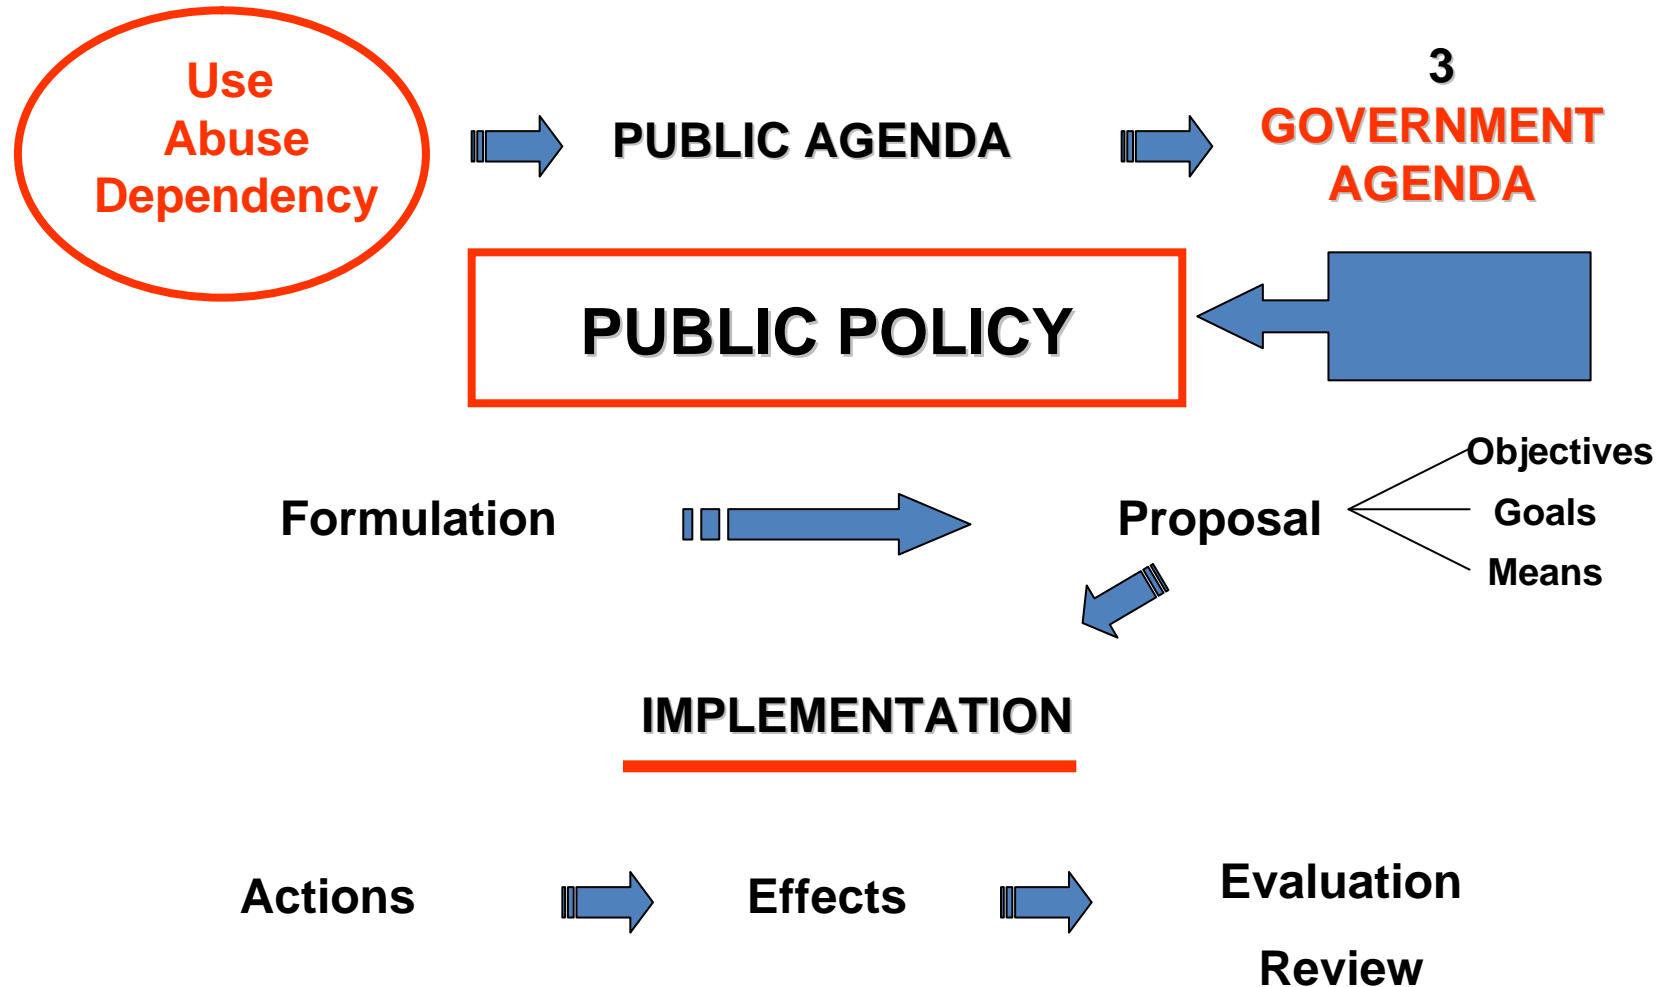 Use
Abuse
Dependency
PUBLIC AGENDA
3
GOVERNMENT
AGENDA
PUBLIC POLICY
Formulation
Proposal
Objectives
Goals
Means
IMPLEMENTATION
Actions
Effects
Evaluation
Review